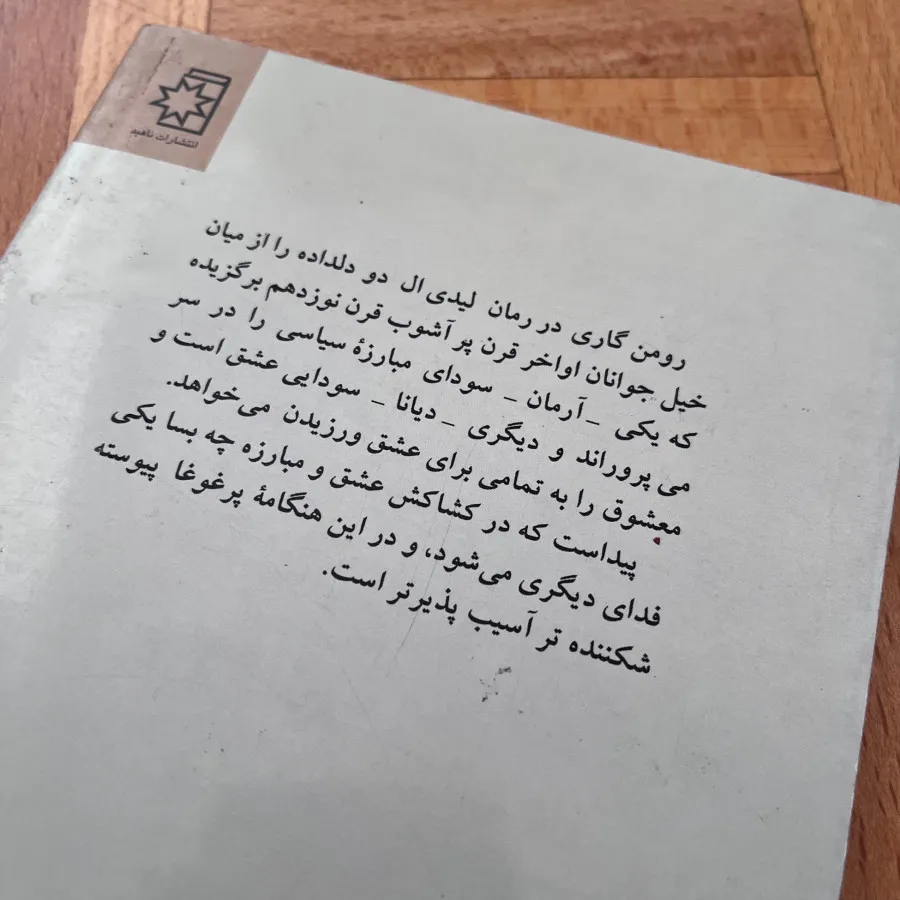 انتشارات ناهید
رومن گاری در رمان لیدی ال دو دلداده را از میان
خیل جوانان اواخر قرن پر آشوب قرن نوزدهم برگزیده
که یکی _ آرمان _ سودای مبارزهٔ سیاسی را در سر
می پروراند و دیگری _ دیانا _ سودایی عشق است و
معشوق را به تمامی برای عشق ورزیدن می‌خواهد.
پیداست که در کشاکش عشق و مبارزه چه بسا یکی
فدای دیگری می‌شود، و در این هنگامهٔ پرغوغا پیوسته
شکننده تر آسیب پذیرتر است.